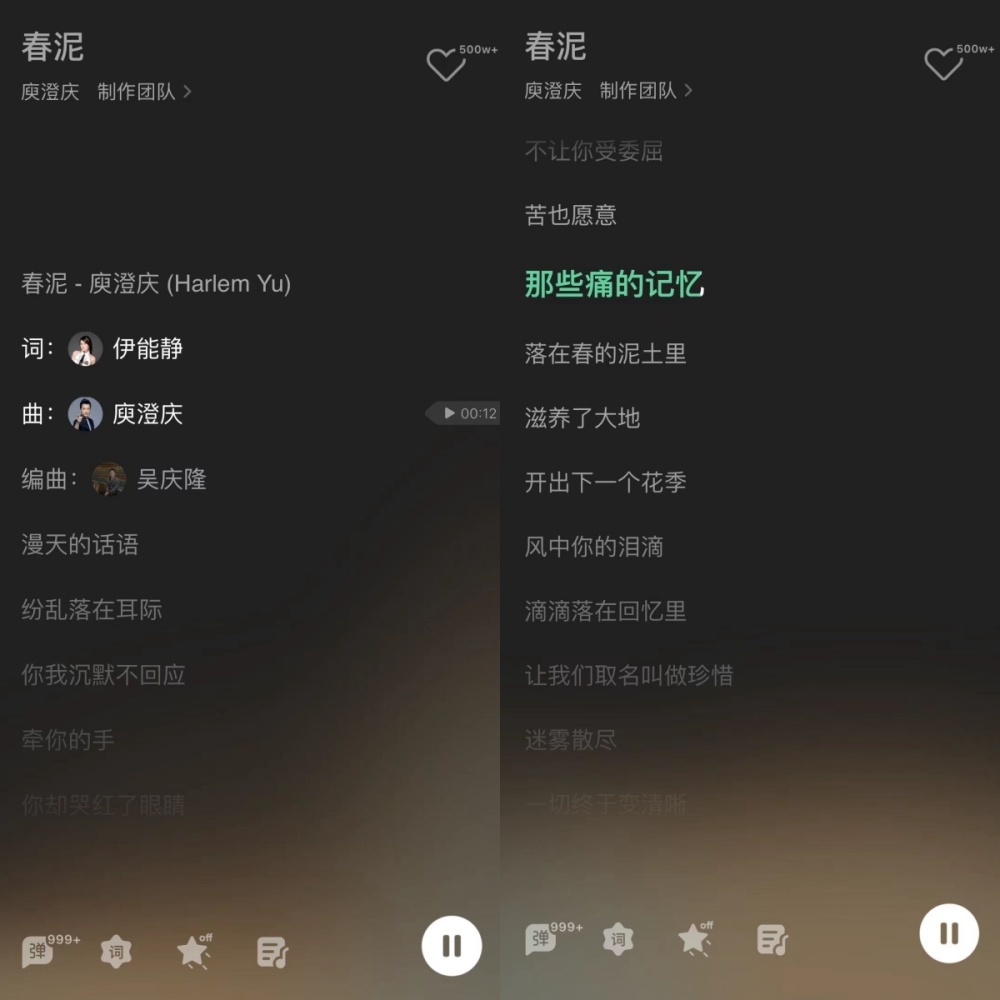 春泥
500w+
庾澄庆 制作团队
春泥 - 庾澄庆 (Harlem Yu)
词： 伊能静
曲： 庾澄庆
00:12
编曲： 吴庆隆
漫天的话语
纷乱落在耳际
你我沉默不回应
牵你的手
你却哭红了眼睛
弹 999+
词
off
春泥
500w+
庾澄庆 制作团队
不让你受委屈
苦也愿意
那些痛的记忆
落在春的泥土里
滋养了大地
开出下一个花季
风中你的泪滴
滴滴落在回忆里
让我们取名叫做珍惜
迷雾散尽
一切终于变清晰
弹 999+
词
off